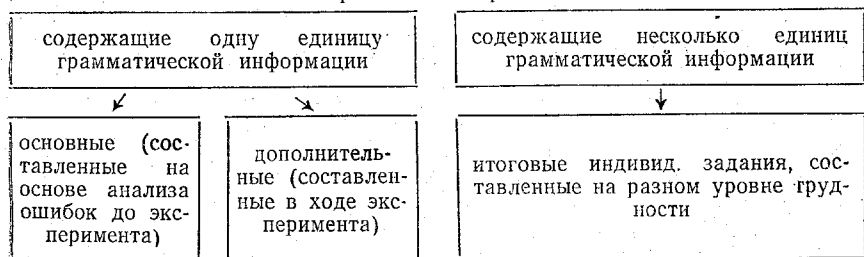 содержащие одну единицу
грамматической информации
содержащие несколько единиц
грамматической информации
основные (сос-
тавленные на
основе анализа
ошибок до экс-
перимента)
дополнитель-
ные (составлен-
ные в ходе экс-
перимента)
итоговые индивид. задания, сос-
тавленные на разном уровне труд-
ности